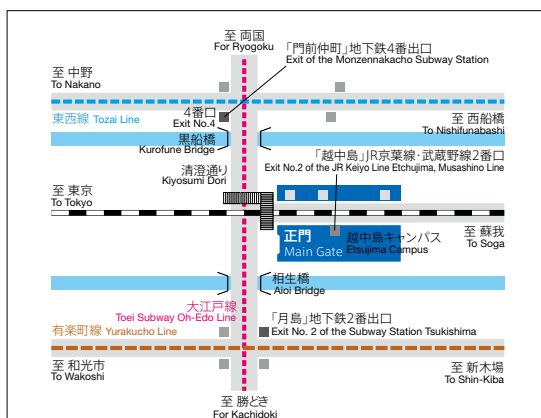 至 両国
For Ryogoku
「門前仲町」地下鉄4番出口
Exit of the Monzennakacho Subway Station
至 中野
To Nakano
東西線 Tozai Line
4番口
Exit No.4
至 西船橋
To Nishifunabashi
黒船橋
Kurofune Bridge
「越中島」JR京葉線・武蔵野線2番口
Exit No.2 of the JR Keiyo Line Etchujima, Musashino Line
清澄通り
Kiyosumi Dori
至 東京
To Tokyo
正門
Main Gate
越中島キャンパス
Etsujima Campus
至 蘇我
To Soga
相生橋
Aioi Bridge
大江戸線
Toei Subway Oh-Edo Line
「月島」地下鉄2番出口
Exit No. 2 of the Subway Station Tsukishima
有楽町線 Yurakucho Line
至 和光市
To Wakoshi
至 新木場
To Shin-Kiba
至 勝どき
For Kachidoki